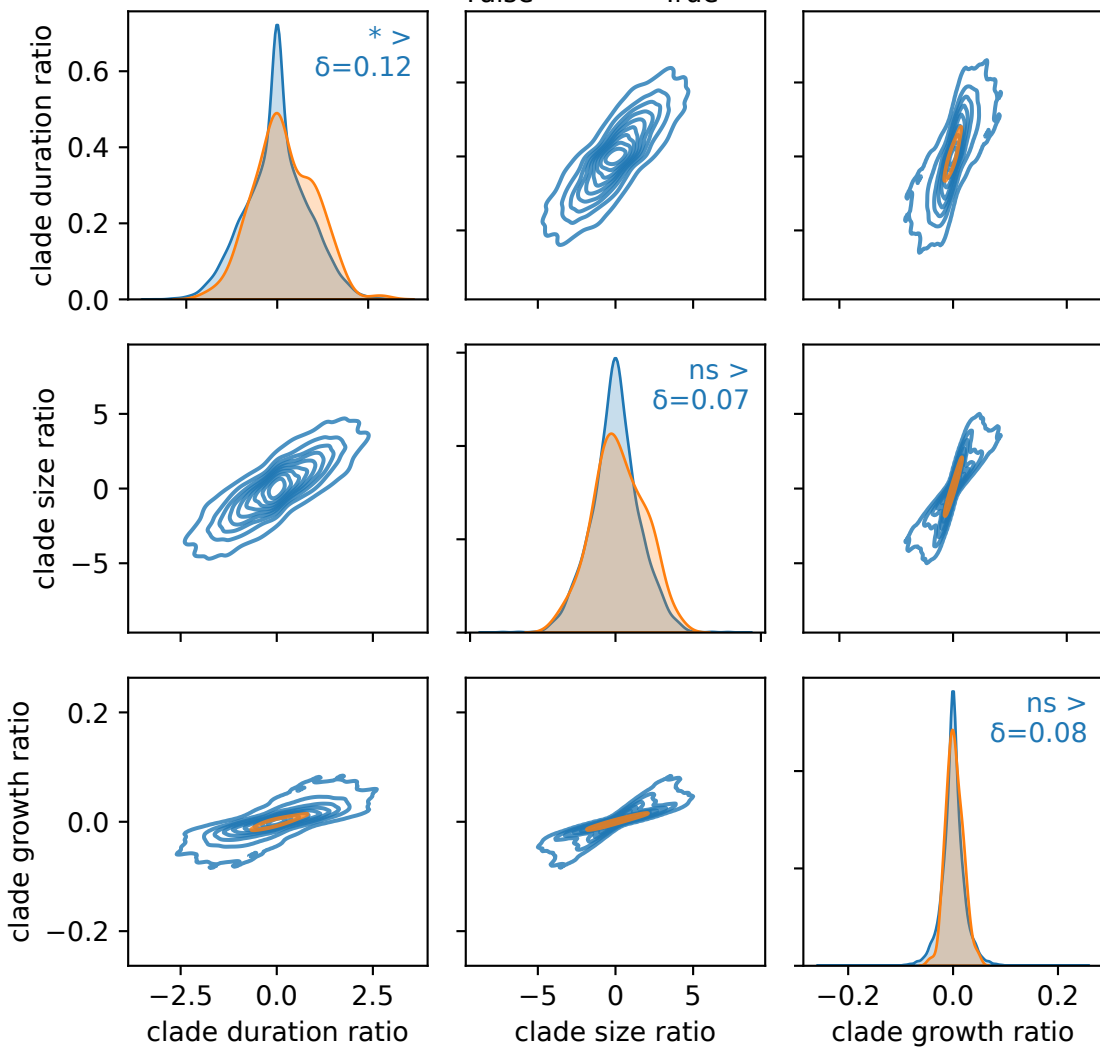 clade duration ratio
0.6
0.4
0.2
0.0
* >
δ=0.12
clade size ratio
5
0
−5
ns >
δ=0.07
clade growth ratio
0.2
0.0
−0.2
ns >
δ=0.08
−2.5 0.0 2.5
−5 0 5
−0.2 0.0 0.2
clade duration ratio
clade size ratio
clade growth ratio